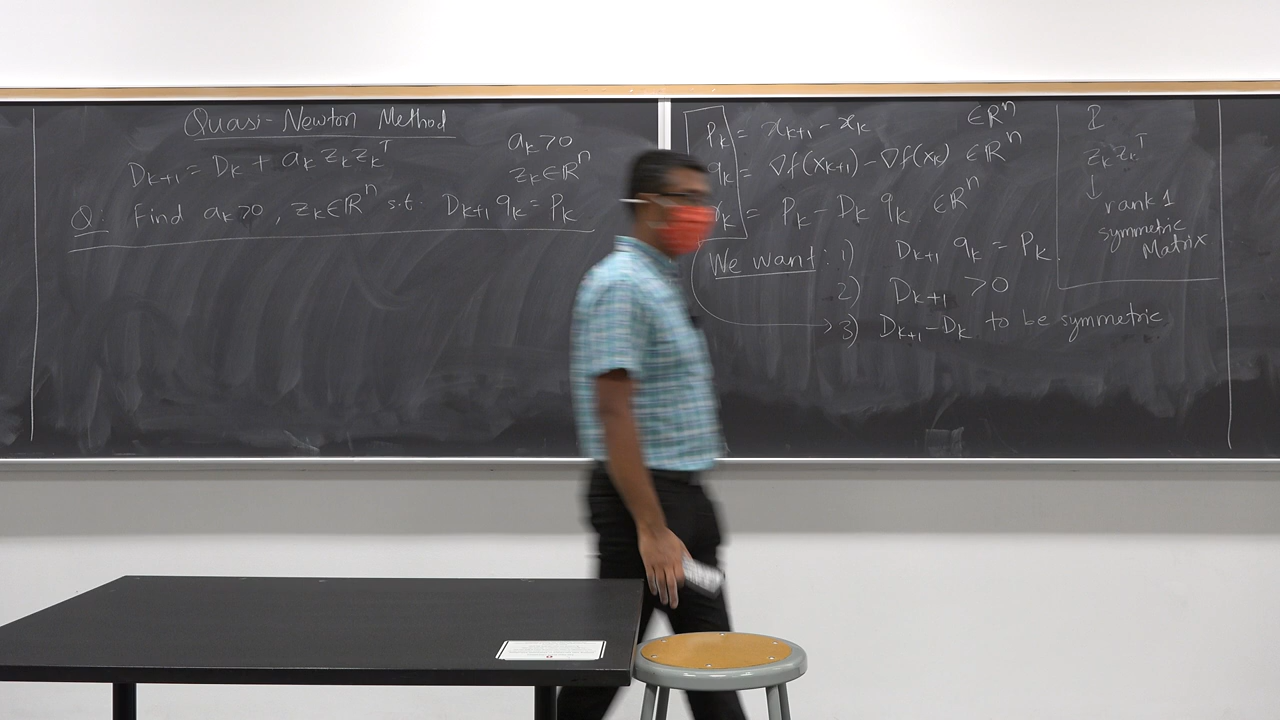 Quasi-Newton Method
D_{k+1} = D_k + a_k z_k z_k^T
a_k > 0
z_k ∈ R^n
Q: Find a_k > 0, z_k ∈ R^n s.t. D_{k+1} q_k = P_k
P_k = x_{k+1} - x_k ∈ R^n
q_k = ∇f(x_{k+1}) - ∇f(x_k) ∈ R^n
= P_k - D_k q_k ∈ R^n
We want: 1) D_{k+1} q_k = P_k.
2) D_{k+1} > 0
3) D_{k+1} - D_k to be symmetric
z_k z_k^T
↓
rank 1
symmetric
Matrix